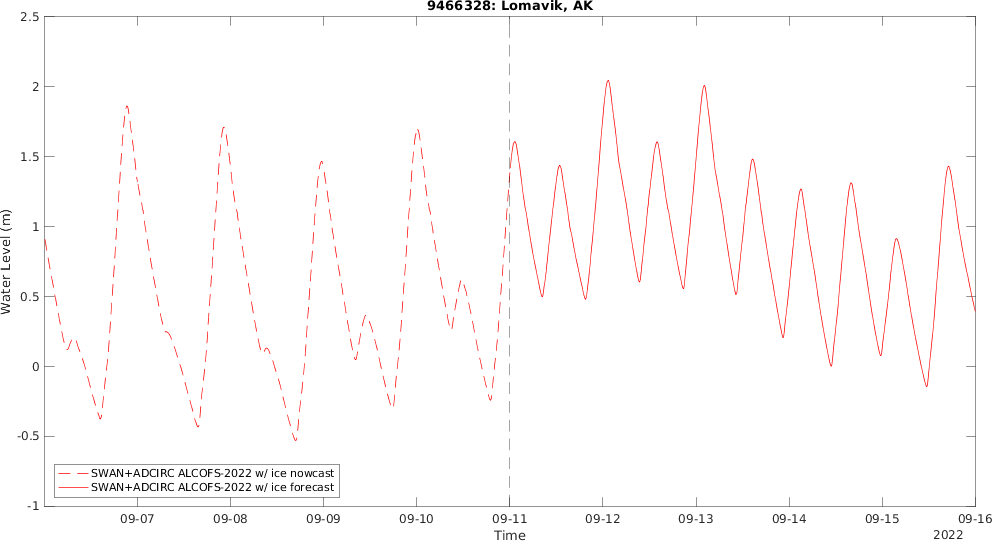 9466328: Lomavik, AK
2.5
2
1.5
1
0.5
0
-0.5
-1
Water Level (m)
SWAN+ADCIRC ALCOFS-2022 w/ ice nowcast
SWAN+ADCIRC ALCOFS-2022 w/ ice forecast
09-07 09-08 09-09 09-10 09-11 09-12 09-13 09-14 09-15 09-16
Time
2022